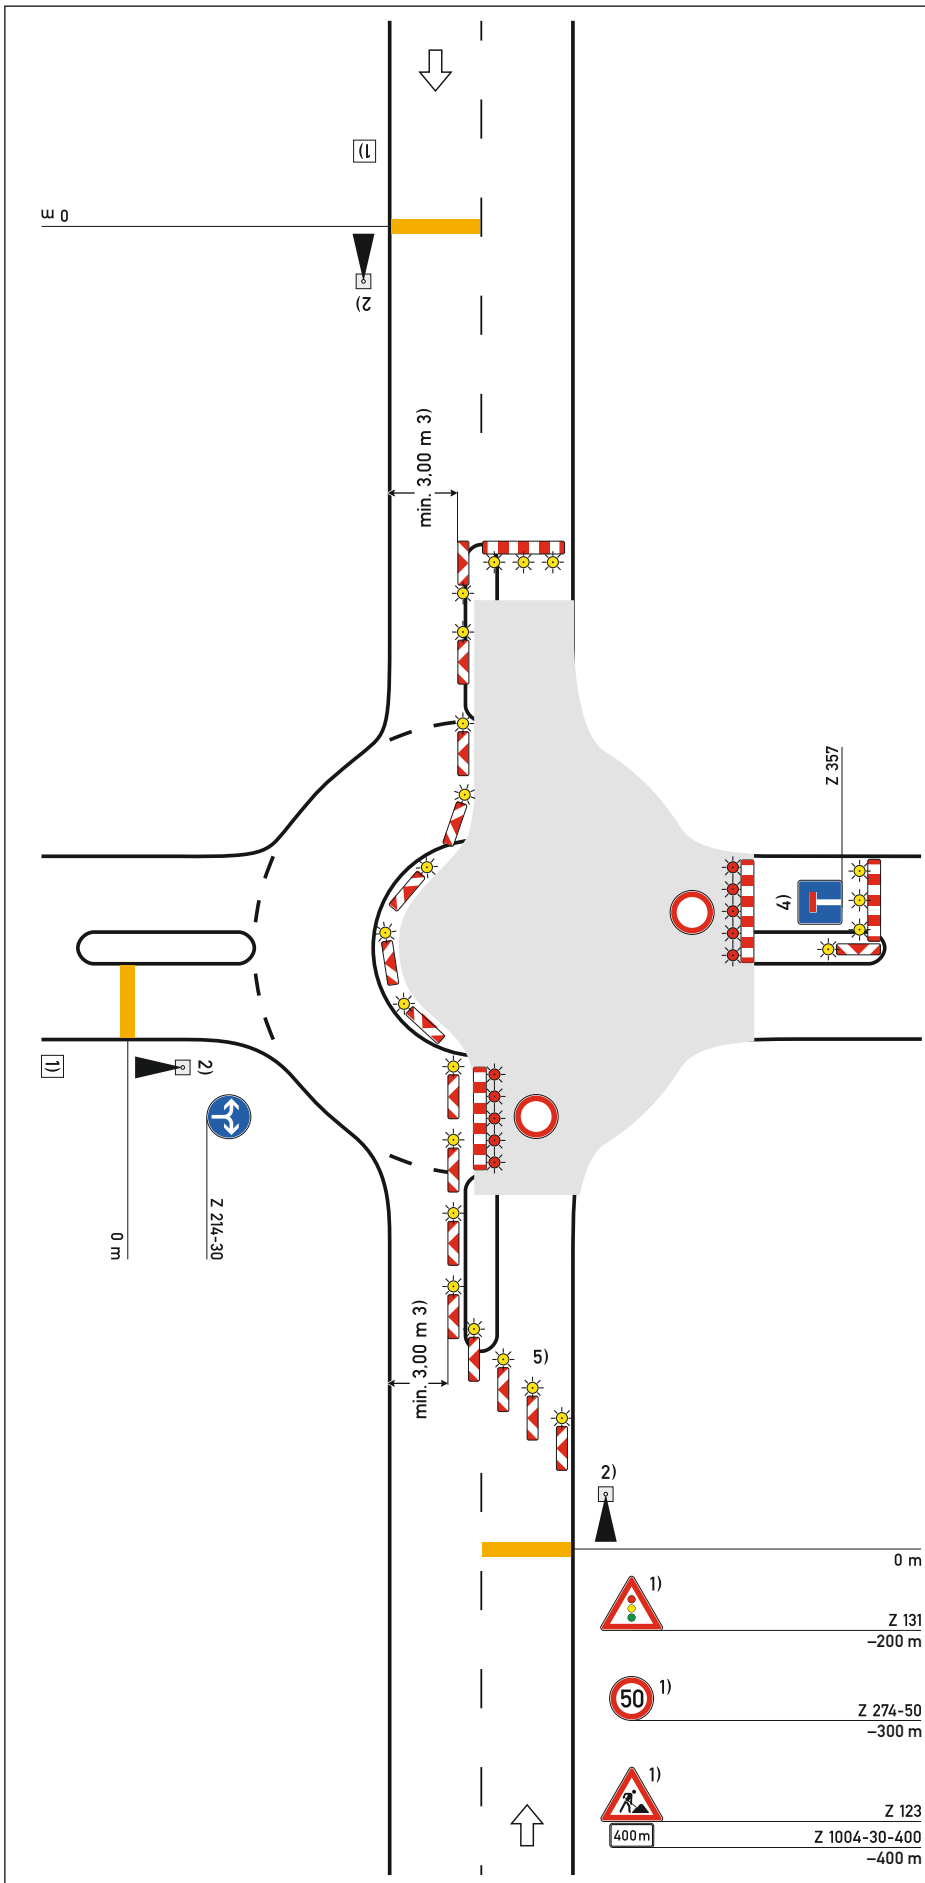 1)
0 m
2)
min. 3,00 m 3)
Z 357
4)
1)
2)
Z 214-30
0 m
min. 3,00 m 3)
5)
2)
0 m
1)
Z 131
–200 m
50
1)
Z 274-50
–300 m
1)
Z 123
400 m
Z 1004-30-400
–400 m